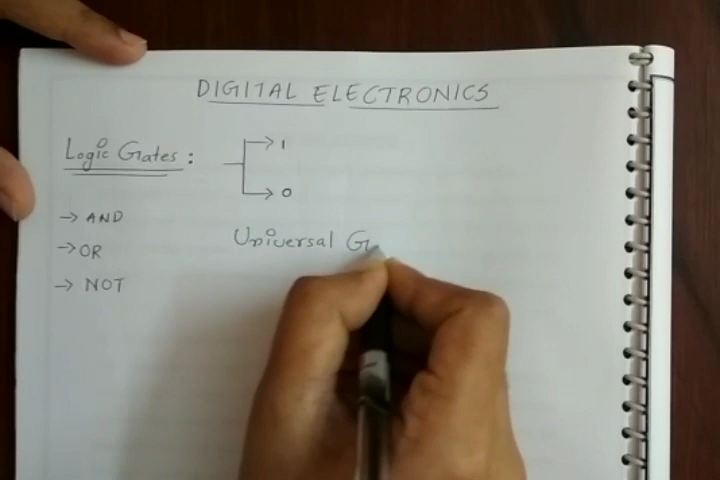 DIGITAL ELECTRONICS
Logic Gates :
→ 1
→ 0
→ AND
→ OR
→ NOT
Universal G